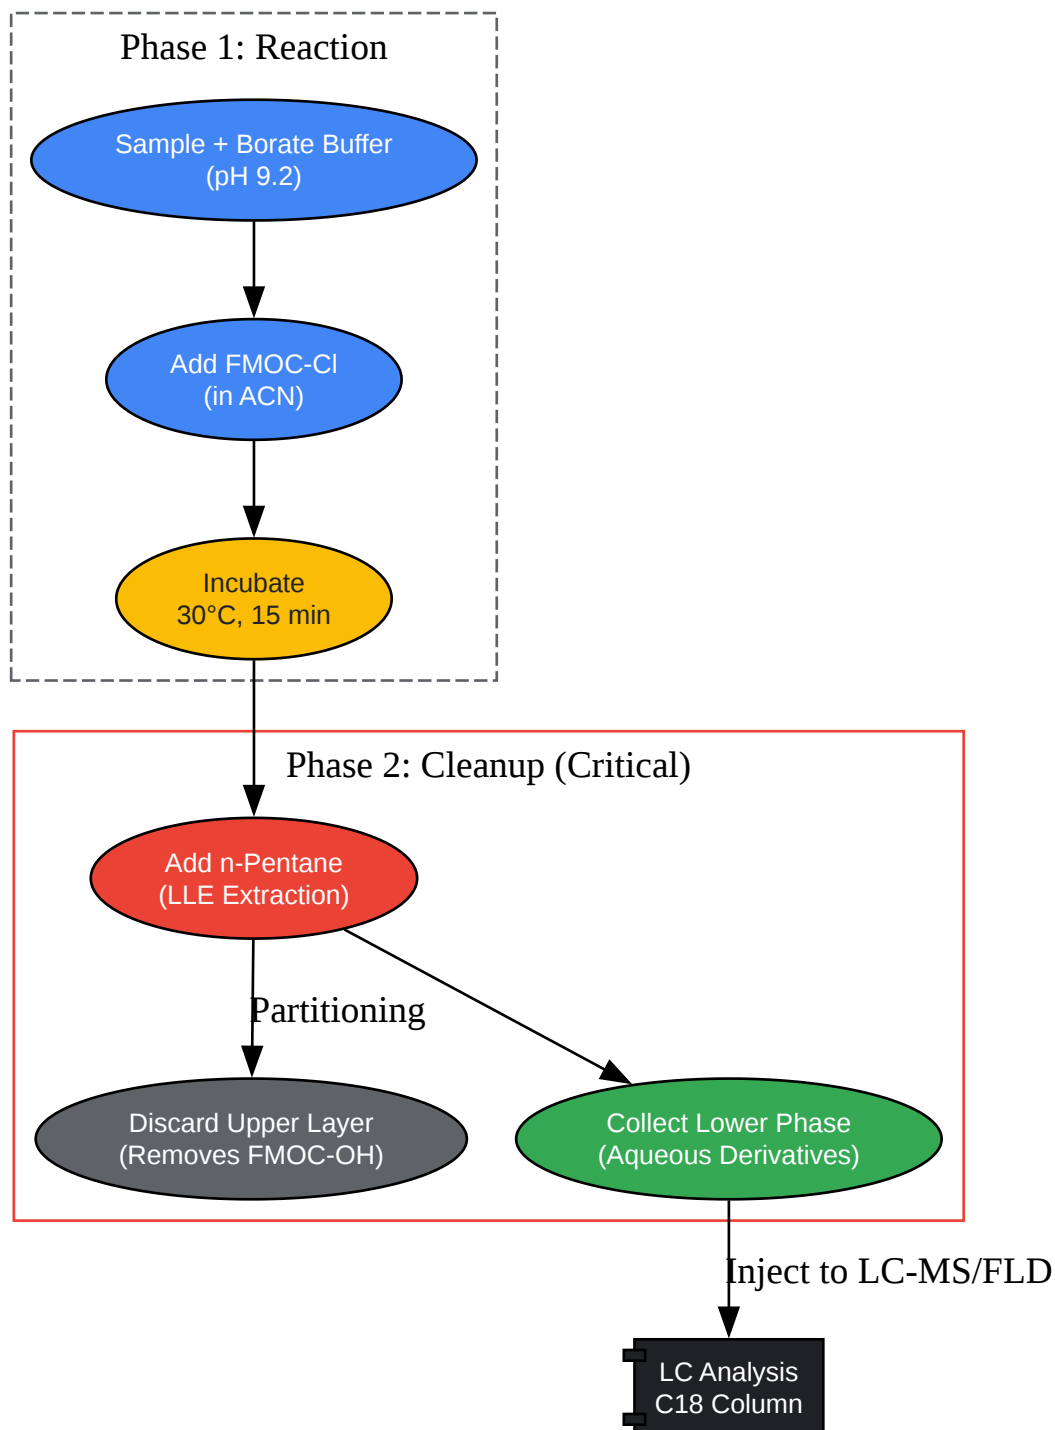 Phase 1: Reaction
Sample + Borate Buffer
(pH 9.2)
Add FMOC-Cl
(in ACN)
Incubate
30°C, 15 min
Phase 2: Cleanup (Critical)
Add n-Pentane
(LLE Extraction)
Partitioning
Discard Upper Layer
(Removes FMOC-OH)
Collect Lower Phase
(Aqueous Derivatives)
Inject to LC-MS/FLD
LC Analysis
C18 Column